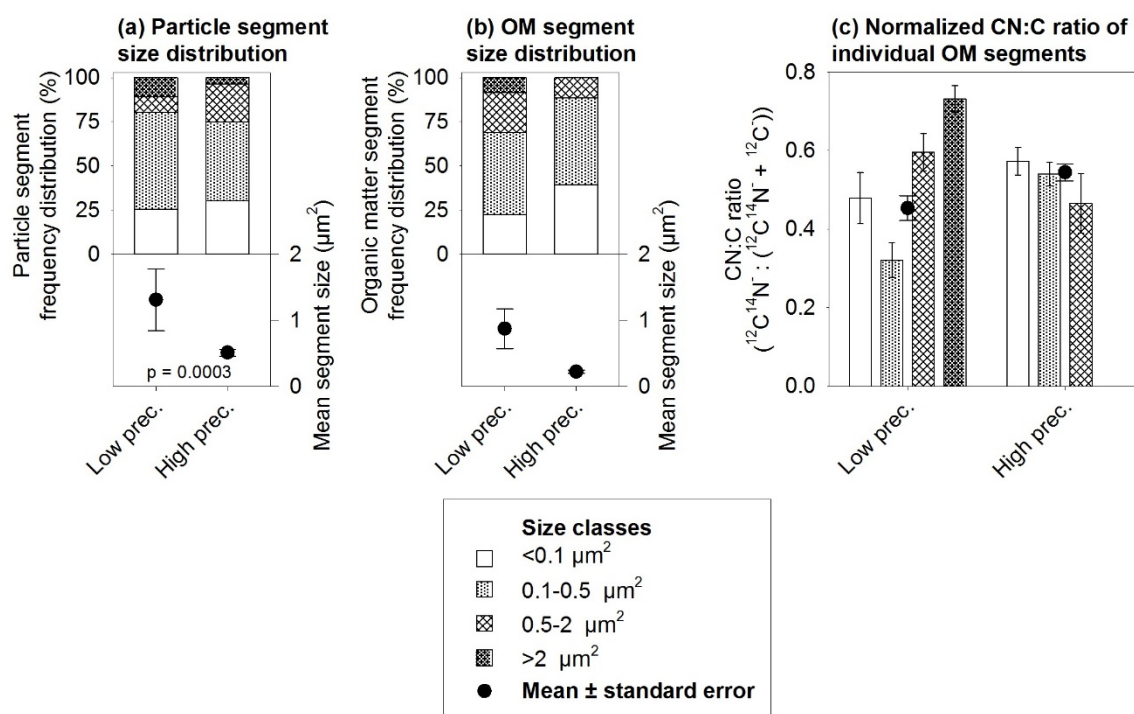 (a) Particle segment
size distribution
Particle segment
frequency distribution (%)
100
75
50
25
0
2
1
0
Mean segment size (µm²)
p = 0.0003
Low prec.
High prec.
(b) OM segment
size distribution
Organic matter segment
frequency distribution (%)
100
75
50
25
0
2
1
0
Mean segment size (µm²)
Low prec.
High prec.
(c) Normalized CN:C ratio of
individual OM segments
CN:C ratio
(¹²C¹⁴N⁻ : (¹²C¹⁴N⁻ + ¹²C⁻))
0.8
0.6
0.4
0.2
0.0
Low prec.
High prec.
Size classes
<0.1 µm²
0.1-0.5 µm²
0.5-2 µm²
>2 µm²
Mean ± standard error